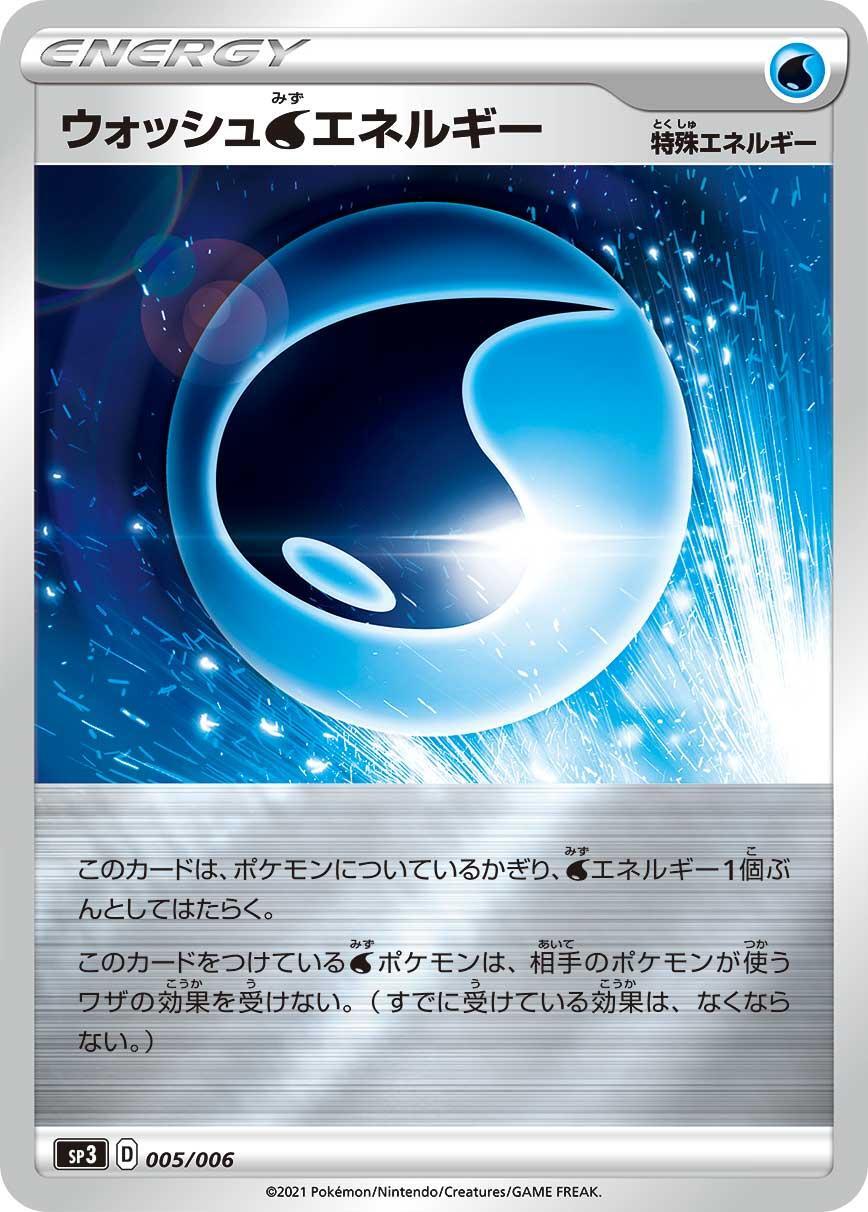 ENERGY
ウォッシュ水エネルギー
みず
特殊エネルギー
とくしゅ
このカードは、ポケモンについているかぎり、エネルギー1個ぶ
みず
こ
んとしてはたらく。
このカードをつけているポケモンは、相手のポケモンが使う
みず
あいて
つか
ワザの効果を受けない。（すでに受けている効果は、なくなら
こうか
う
う
こうか
ない。）
SP3 D 005/006
©2021 Pokémon/Nintendo/Creatures/GAME FREAK.